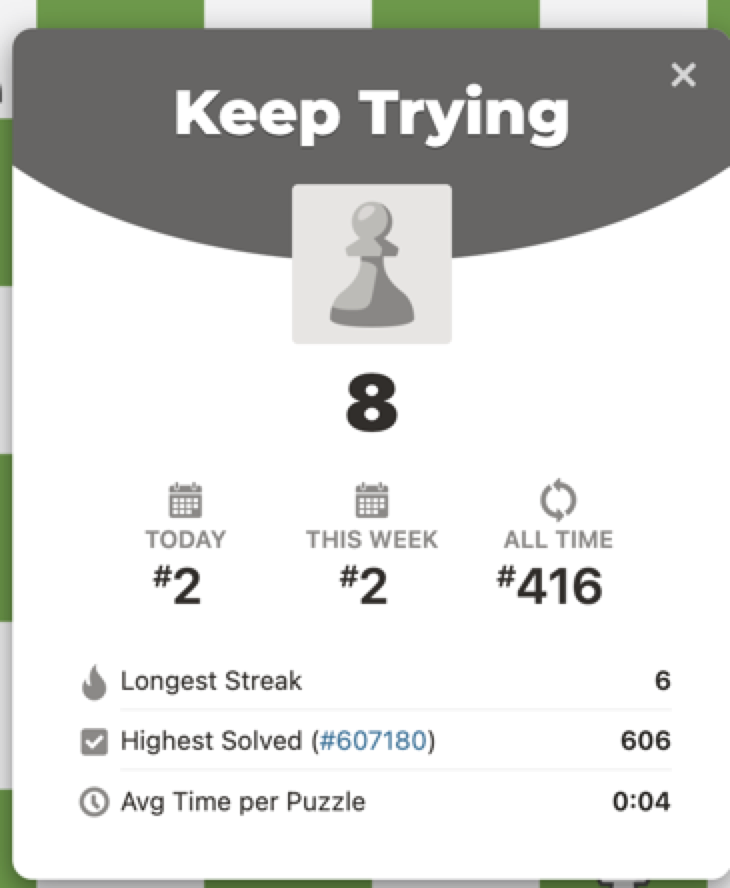 Keep Trying
8
TODAY THIS WEEK ALL TIME
#2 #2 #416
Longest Streak 6
Highest Solved (#607180) 606
Avg Time per Puzzle 0:04